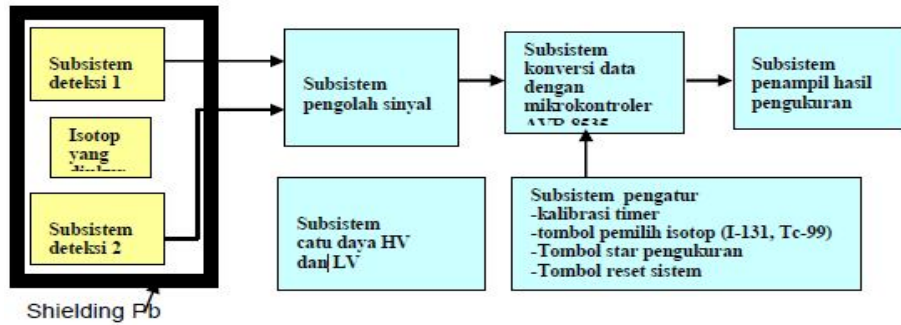 Subsistem
deteksi 1
Isotop
yang
Subsistem
deteksi 2
Shielding Pb
Subsistem
pengolah sinyal
Subsistem
konversi data
dengan
mikrokontroler
AVR 8535
Subsistem
penampil hasil
pengukuran
Subsistem
catu daya HV
dan LV
Subsistem pengatur
-kalibrasi timer
-tombol pemilih isotop (I-131, Tc-99)
-Tombol star pengukuran
-Tombol reset sistem